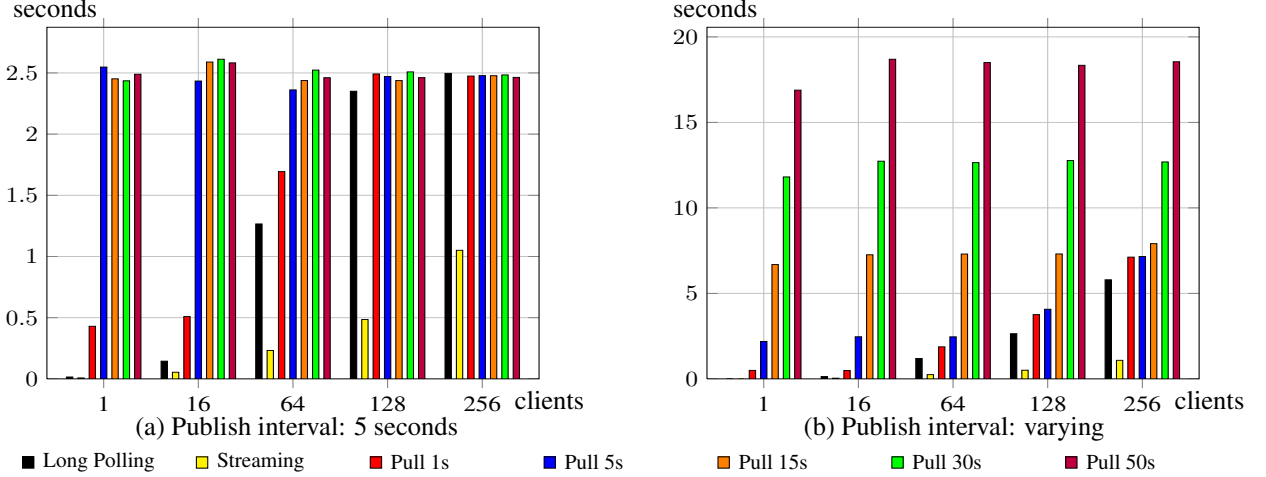 seconds
2.5
2
1.5
1
0.5
0
1 16 64 128 256 clients
(a) Publish interval: 5 seconds
seconds
20
15
10
5
0
1 16 64 128 256 clients
(b) Publish interval: varying
Long Polling Streaming Pull 1s Pull 5s Pull 15s Pull 30s Pull 50s